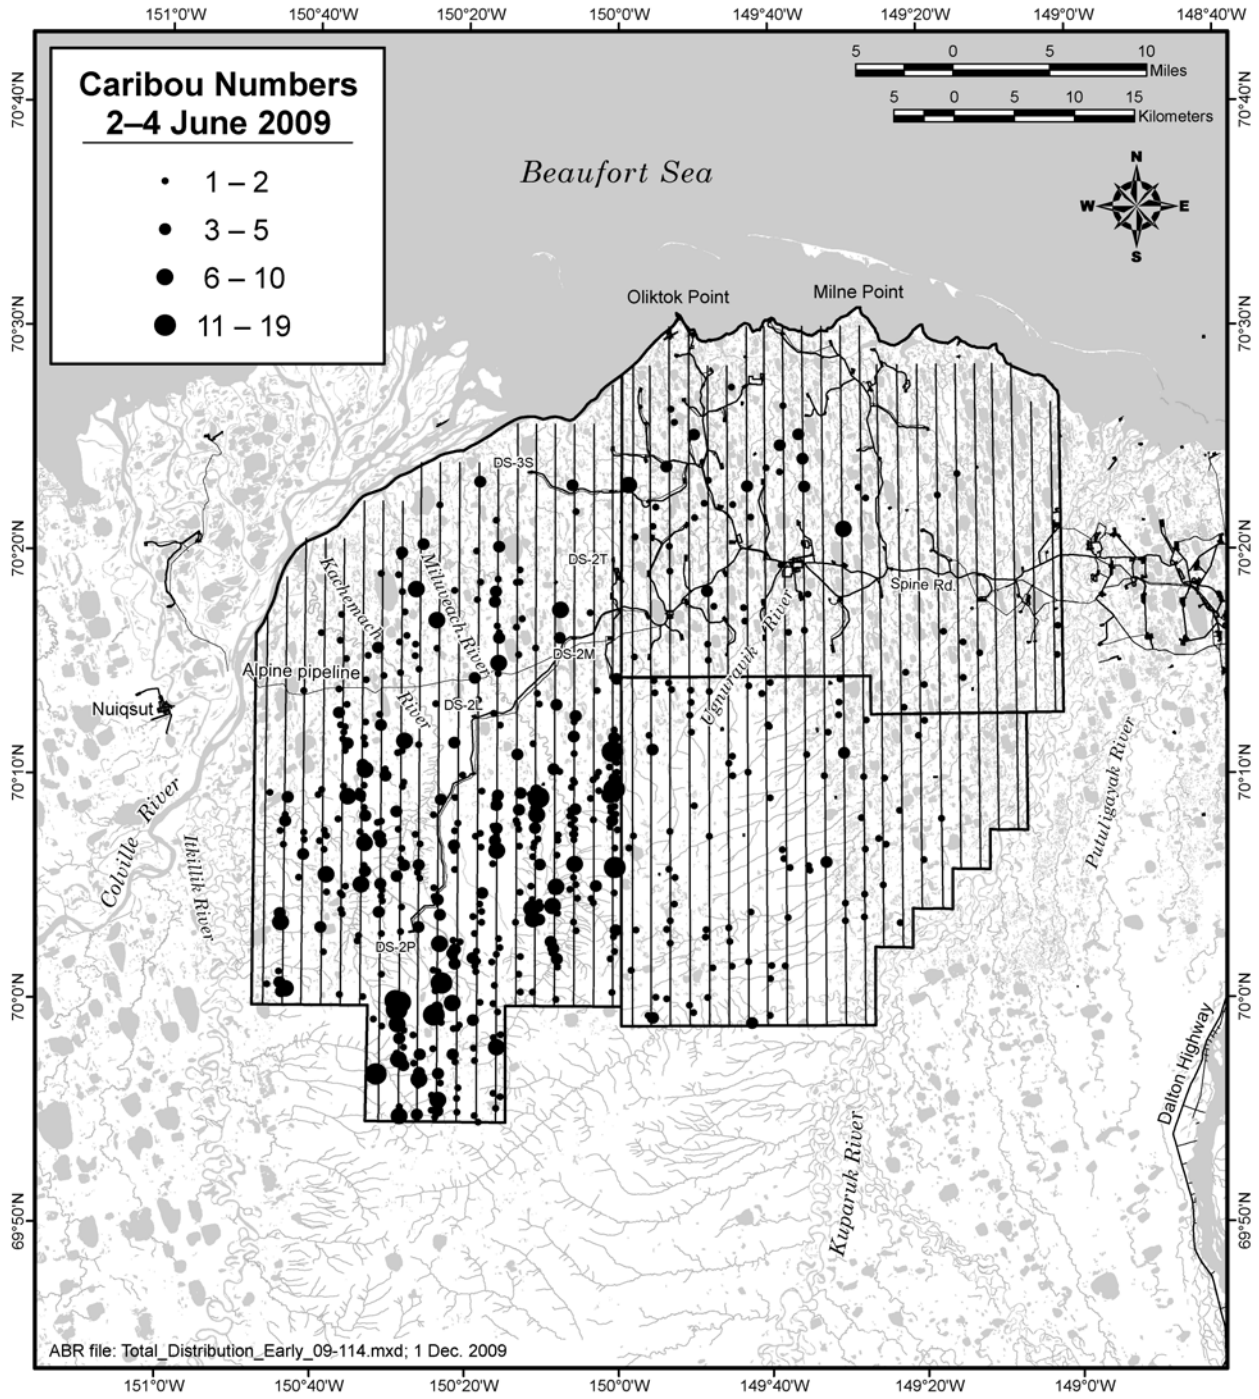 151°0'W 150°40'W 150°20'W 150°0'W 149°40'W 149°20'W 149°0'W 148°40'W
Caribou Numbers
2–4 June 2009
1 – 2
3 – 5
6 – 10
11 – 19
5 0 5 10
Miles
5 0 5 10 15
Kilometers
N
W E
S
Beaufort Sea
70°40'N 70°40'N
Oliktok Point
Milne Point
70°30'N 70°30'N
DS-3S
70°20'N 70°20'N
DS-2T
Spine Rd.
Kachemach River
Miluveach River
Ugnuravik River
DS-2M
Alpine pipeline
DS-2L
Nuiqsut
70°10'N 70°10'N
Colville River
Itkillik River
Putuligayak River
DS-2P
70°0'N 70°0'N
Dalton Highway
Kuparuk River
69°50'N 69°50'N
ABR file: Total_Distribution_Early_09-114.mxd; 1 Dec. 2009
151°0'W 150°40'W 150°20'W 150°0'W 149°40'W 149°20'W 149°0'W 148°40'W